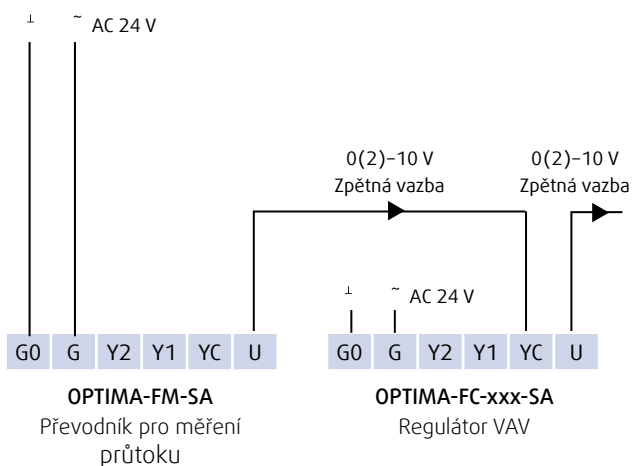 ⊥ ~ AC 24 V
0(2)–10 V
Zpětná vazba
0(2)–10 V
Zpětná vazba
⊥ ~ AC 24 V
G0 G Y2 Y1 YC U
G0 G Y2 Y1 YC U
OPTIMA-FM-SA
Převodník pro měření
průtoku
OPTIMA-FC-xxx-SA
Regulátor VAV